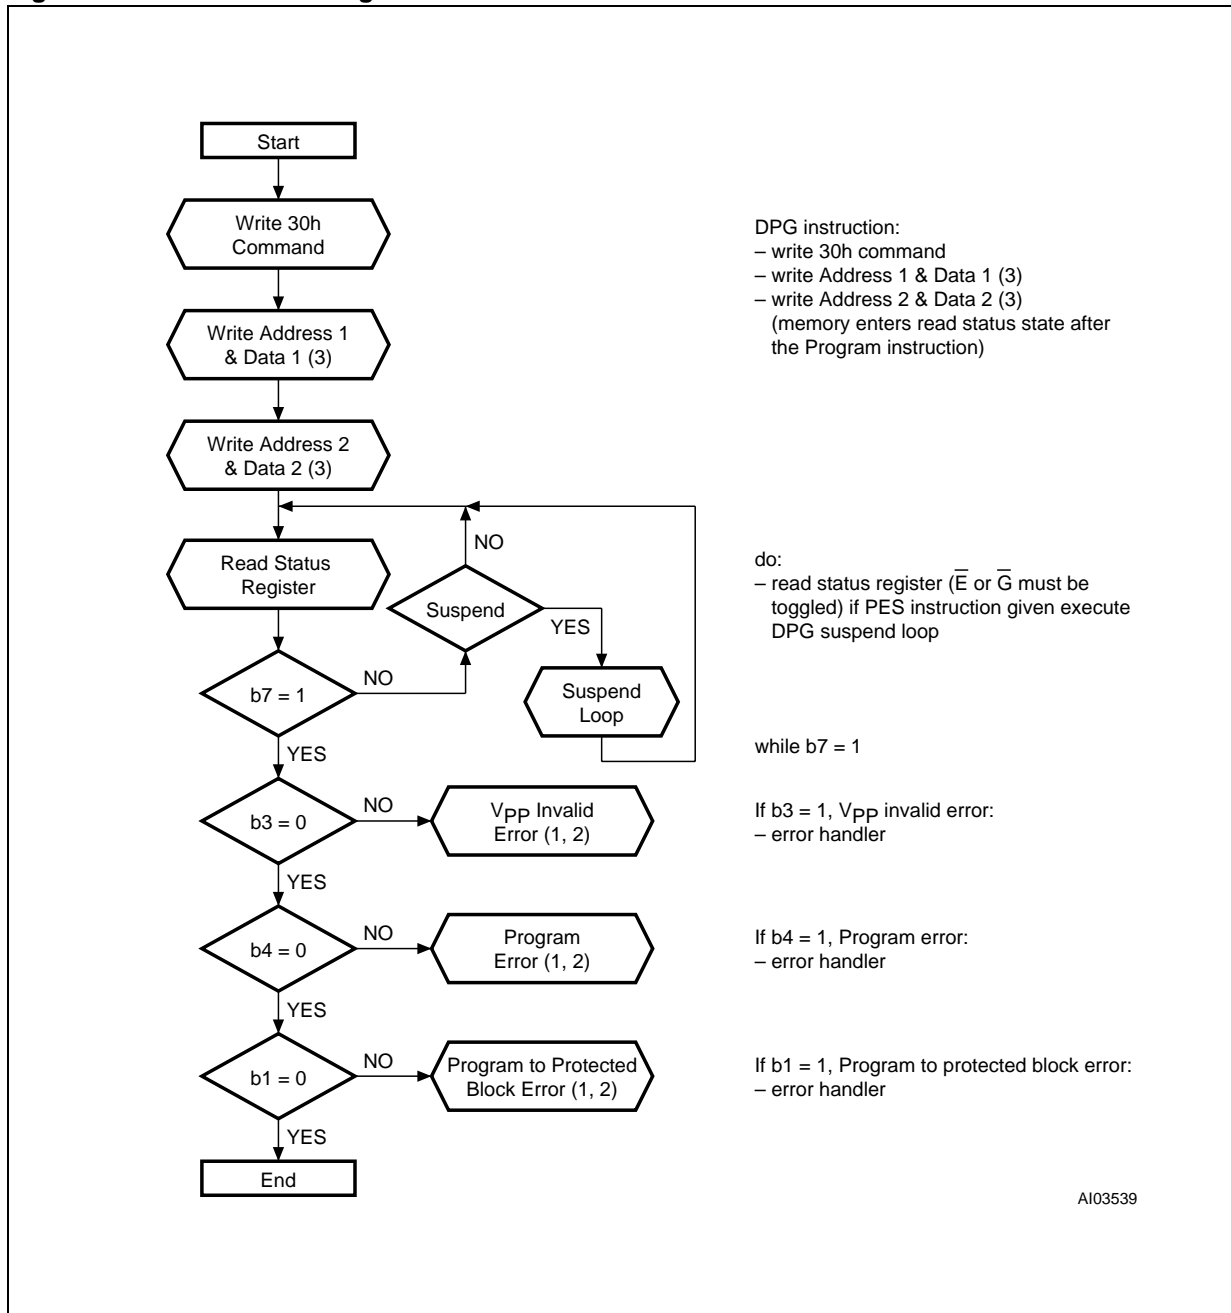 Start
Write 30h
Command
DPG instruction:
– write 30h command
– write Address 1 & Data 1 (3)
– write Address 2 & Data 2 (3)
(memory enters read status state after
the Program instruction)
Write Address 1
& Data 1 (3)
Write Address 2
& Data 2 (3)
NO
Read Status
Register
Suspend
YES
do:
– read status register (E̅ or G̅ must be
toggled) if PES instruction given execute
DPG suspend loop
b7 = 1
NO
Suspend
Loop
YES
while b7 = 1
b3 = 0
NO
VPP Invalid
Error (1, 2)
If b3 = 1, VPP invalid error:
– error handler
YES
b4 = 0
NO
Program
Error (1, 2)
If b4 = 1, Program error:
– error handler
YES
b1 = 0
NO
Program to Protected
Block Error (1, 2)
If b1 = 1, Program to protected block error:
– error handler
YES
End
AI03539